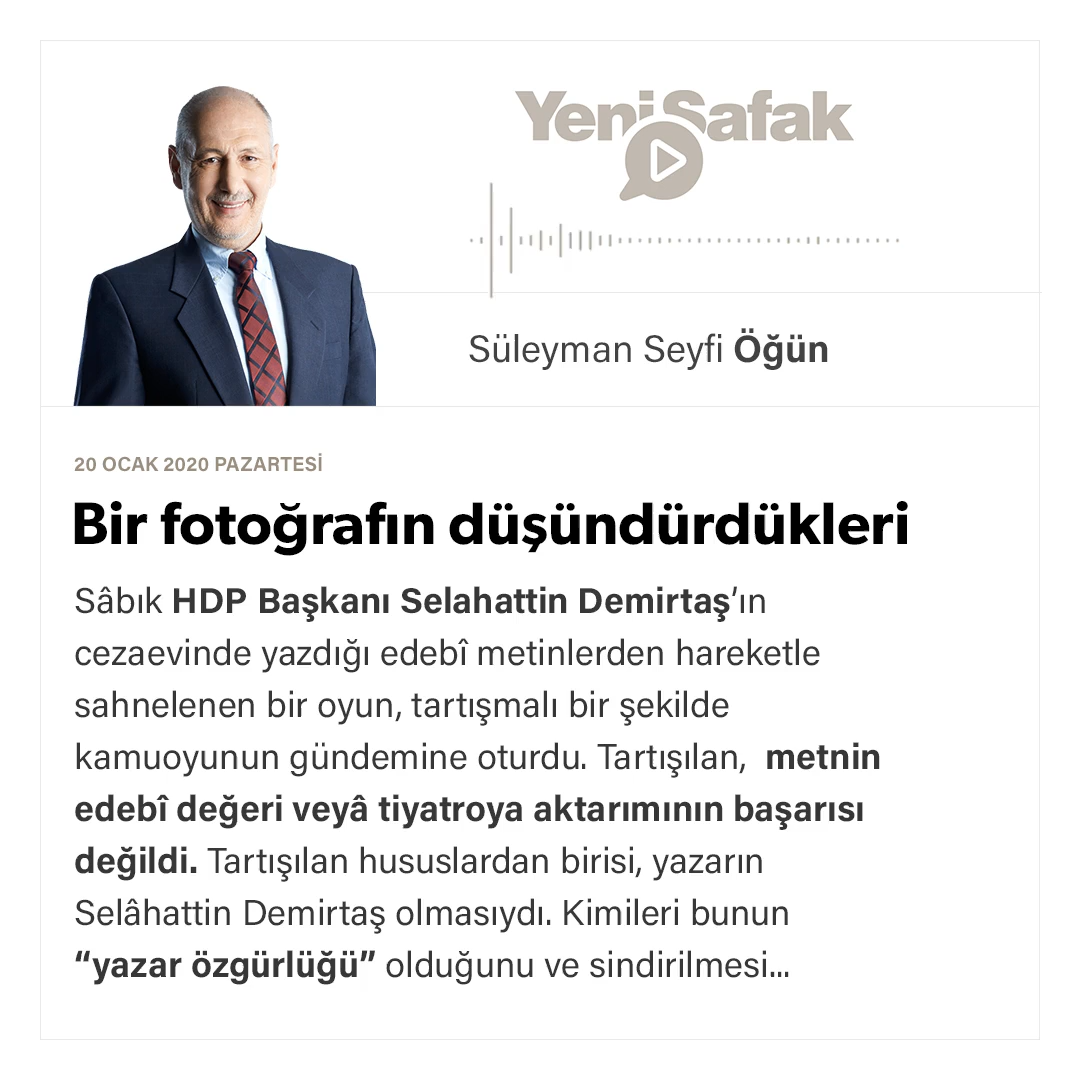 YeniŞafak
Süleyman Seyfi Öğün
20 OCAK 2020 PAZARTESİ
Bir fotoğrafın düşündürdükleri
Sâbık HDP Başkanı Selahattin Demirtaş’ın
cezaevinde yazdığı edebî metinlerden hareketle
sahnelenen bir oyun, tartışmalı bir şekilde
kamuoyunun gündemine oturdu. Tartışılan, metnin
edebî değeri veyâ tiyatroya aktarımının başarısı
değildi. Tartışılan hususlardan birisi, yazarın
Selâhattin Demirtaş olmasıydı. Kimileri bunun
“yazar özgürlüğü” olduğunu ve sindirilmesi...